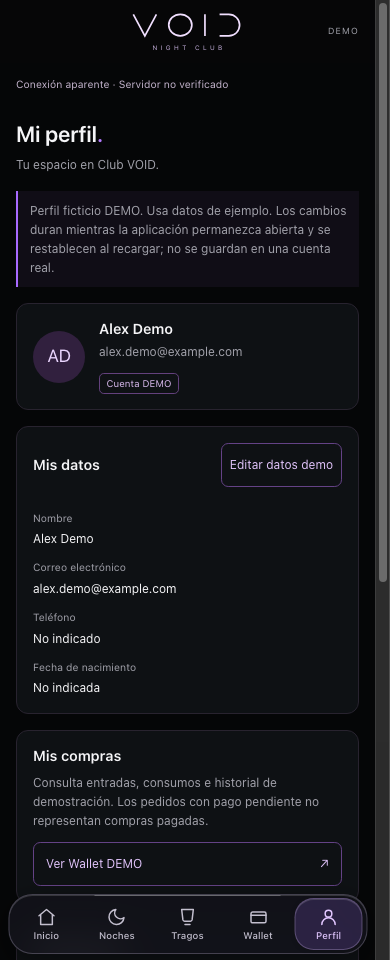 VOID
NIGHT CLUB
DEMO
Conexión aparente · Servidor no verificado
Mi perfil.
Tu espacio en Club VOID.
Perfil ficticio DEMO. Usa datos de ejemplo. Los cambios
duran mientras la aplicación permanezca abierta y se
restablecen al recargar; no se guardan en una cuenta
real.
AD
Alex Demo
alex.demo@example.com
Cuenta DEMO
Mis datos
Editar datos demo
Nombre
Alex Demo
Correo electrónico
alex.demo@example.com
Teléfono
No indicado
Fecha de nacimiento
No indicada
Mis compras
Consulta entradas, consumos e historial de
demostración. Los pedidos con pago pendiente no
representan compras pagadas.
Ver Wallet DEMO ↗
Inicio
Noches
Tragos
Wallet
Perfil